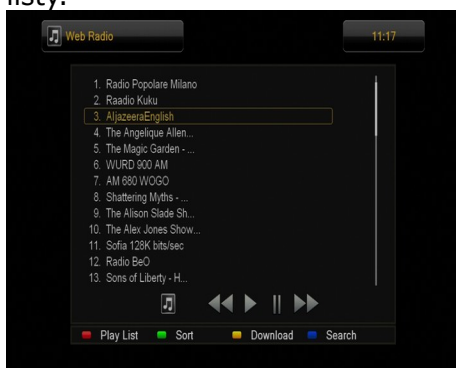 listy.
Web Radio
11:17
1. Radio Popolare Milano
2. Raadio Kuku
3. AljazeeraEnglish
4. The Angelique Allen...
5. The Magic Garden - ...
6. WURD 900 AM
7. AM 680 WOGO
8. Shattering Myths - ...
9. The Alison Slade Sh...
10. The Alex Jones Show...
11. Sofia 128K bits/sec
12. Radio BeO
13. Sons of Liberty - H...
Play List Sort Download Search